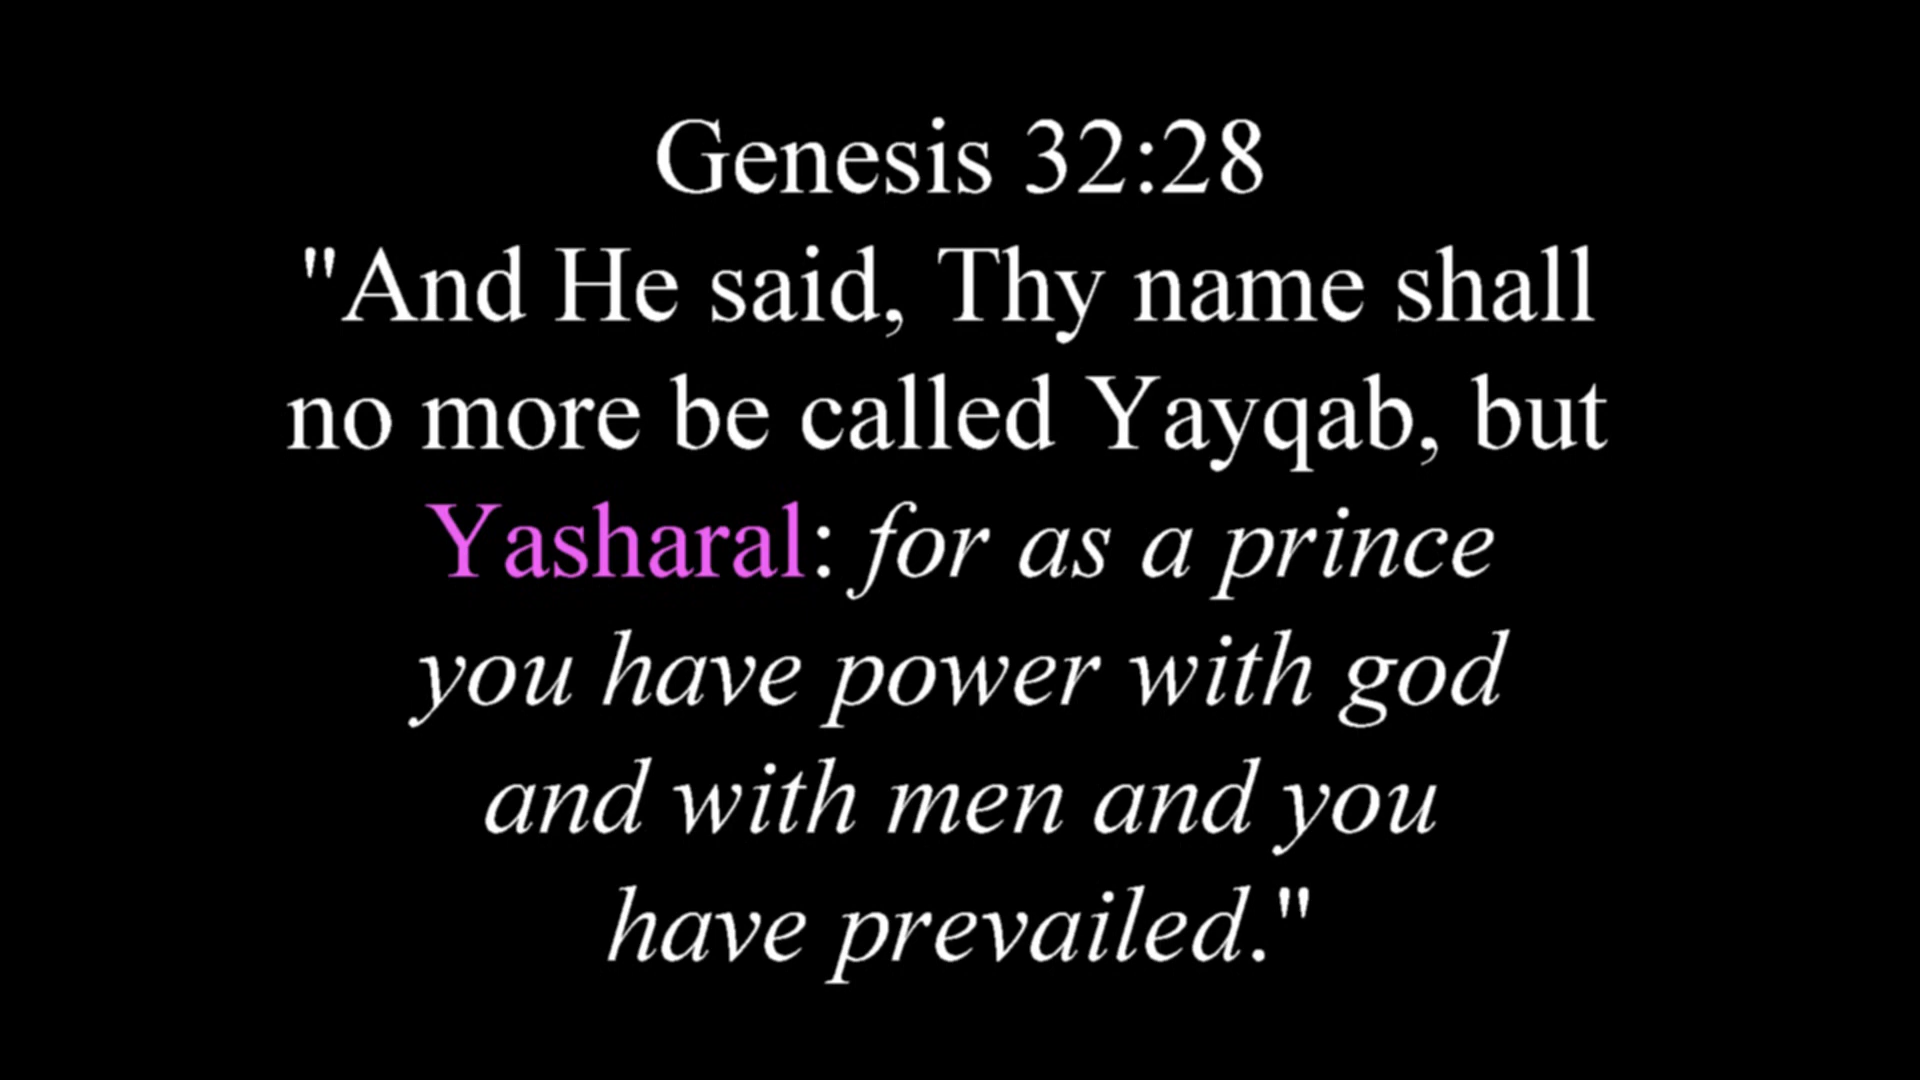 Genesis 32:28
"And He said, Thy name shall
no more be called Yayqab, but
Yasharal: for as a prince
you have power with god
and with men and you
have prevailed."